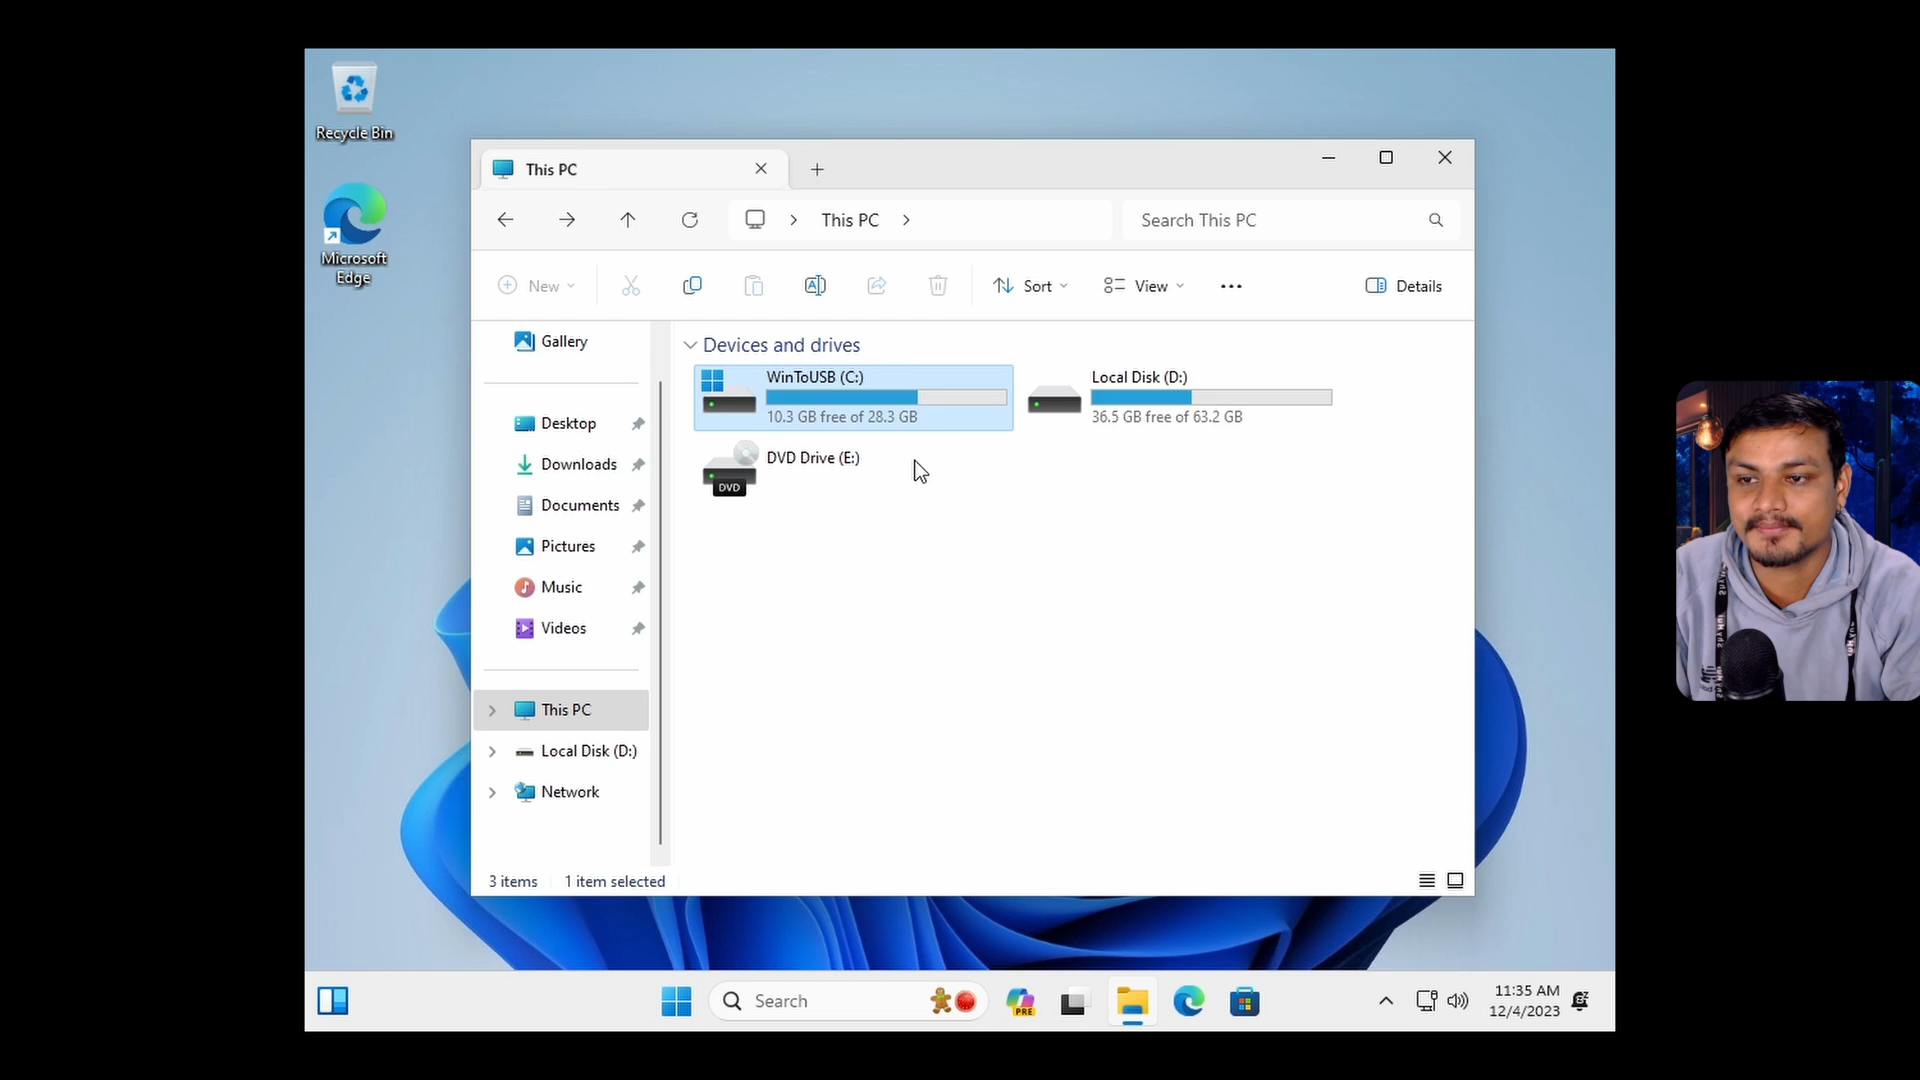 Recycle Bin
Microsoft
Edge
This PC
This PC
Search This PC
New
Sort
View
Details
Gallery
Desktop
Downloads
Documents
Pictures
Music
Videos
This PC
Local Disk (D:)
Network
Devices and drives
WinToUSB (C:)
10.3 GB free of 28.3 GB
Local Disk (D:)
36.5 GB free of 63.2 GB
DVD Drive (E:)
DVD
3 items
1 item selected
Search
PRE
11:35 AM
12/4/2023